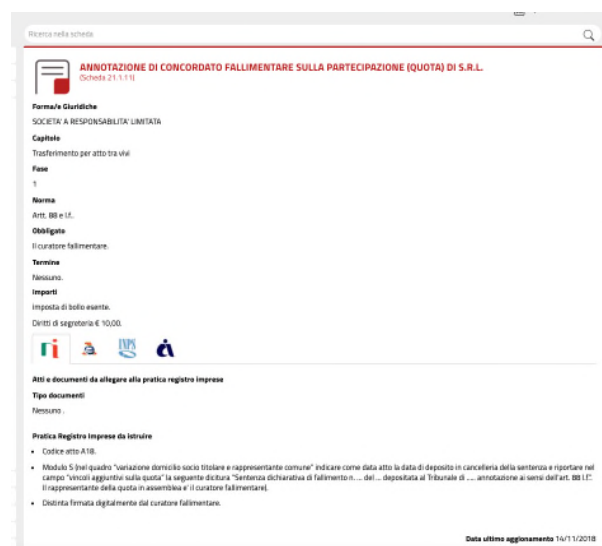 Ricerca nella scheda
ANNOTAZIONE DI CONCORDATO FALLIMENTARE SULLA PARTECIPAZIONE (QUOTA) DI S.R.L.
(Scheda 21.1.11)
Forma/e Giuridiche
SOCIETA' A RESPONSABILITA' LIMITATA
Capitolo
Trasferimento per atto tra vivi
Fase
1
Norma
Artt. 88 e l.f..
Obbligato
Il curatore fallimentare.
Termine
Nessuno.
Importi
imposta di bollo esente.
Diritti di segreteria € 10,00.
ri INPS
Atti e documenti da allegare alla pratica registro imprese
Tipo documenti
Nessuno .
Pratica Registro Imprese da istruire
• Codice atto A18.
• Modulo S (nel quadro "variazione domicilio socio titolare e rappresentante comune" indicare come data atto la data di deposito in cancelleria della sentenza e riportare nel
campo "vincoli aggiuntivi sulla quota" la seguente dicitura "Sentenza dichiarativa di fallimento n. ... del ... depositata al Tribunale di ..... annotazione ai sensi dell'art. 88 l.f.".
Il rappresentante della quota in assemblea e' il curatore fallimentare).
• Distinta firmata digitalmente dal curatore fallimentare.
Data ultimo aggiornamento 14/11/2018